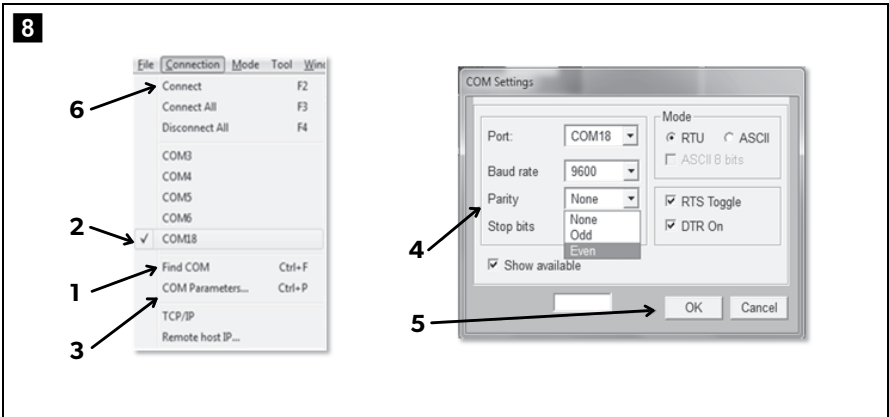 8
File Connection Mode Tool Wind
6
Connect F2
Connect All F3
Disconnect All F4
COM3
COM4
COM5
COM6
2
✓ COM18
1
Find COM Ctrl+F
COM Parameters... Ctrl+P
3
TCP/IP
Remote host IP...
COM Settings
Port: COM18
Baud rate 9600
4
Parity None
None
Odd
Even
Stop bits
Show available
Mode
RTU ASCII
ASCII 8 bits
RTS Toggle
DTR On
5
OK Cancel